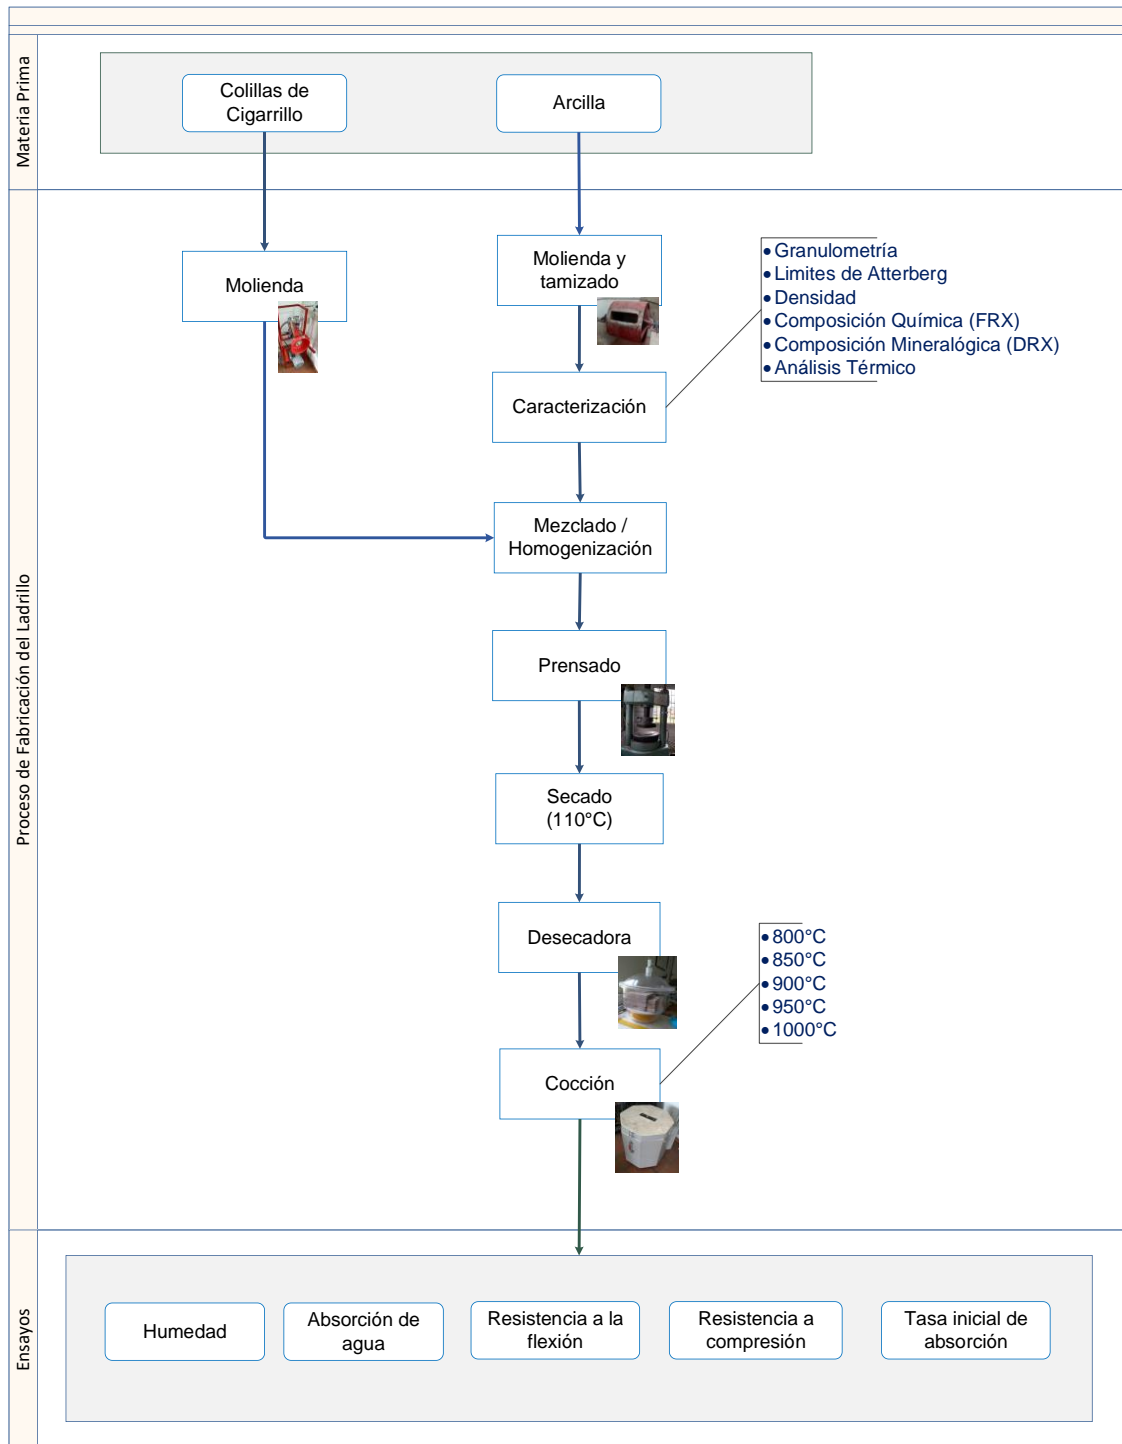 Materia Prima
Colillas de
Cigarrillo
Arcilla
Proceso de Fabricación del Ladrillo
Molienda
Molienda y
tamizado
• Granulometría
• Limites de Atterberg
• Densidad
• Composición Química (FRX)
• Composición Mineralógica (DRX)
• Análisis Térmico
Caracterización
Mezclado /
Homogenización
Prensado
Secado
(110°C)
Desecadora
• 800°C
• 850°C
• 900°C
• 950°C
• 1000°C
Cocción
Ensayos
Humedad
Absorción de
agua
Resistencia a la
flexión
Resistencia a
compresión
Tasa inicial de
absorción